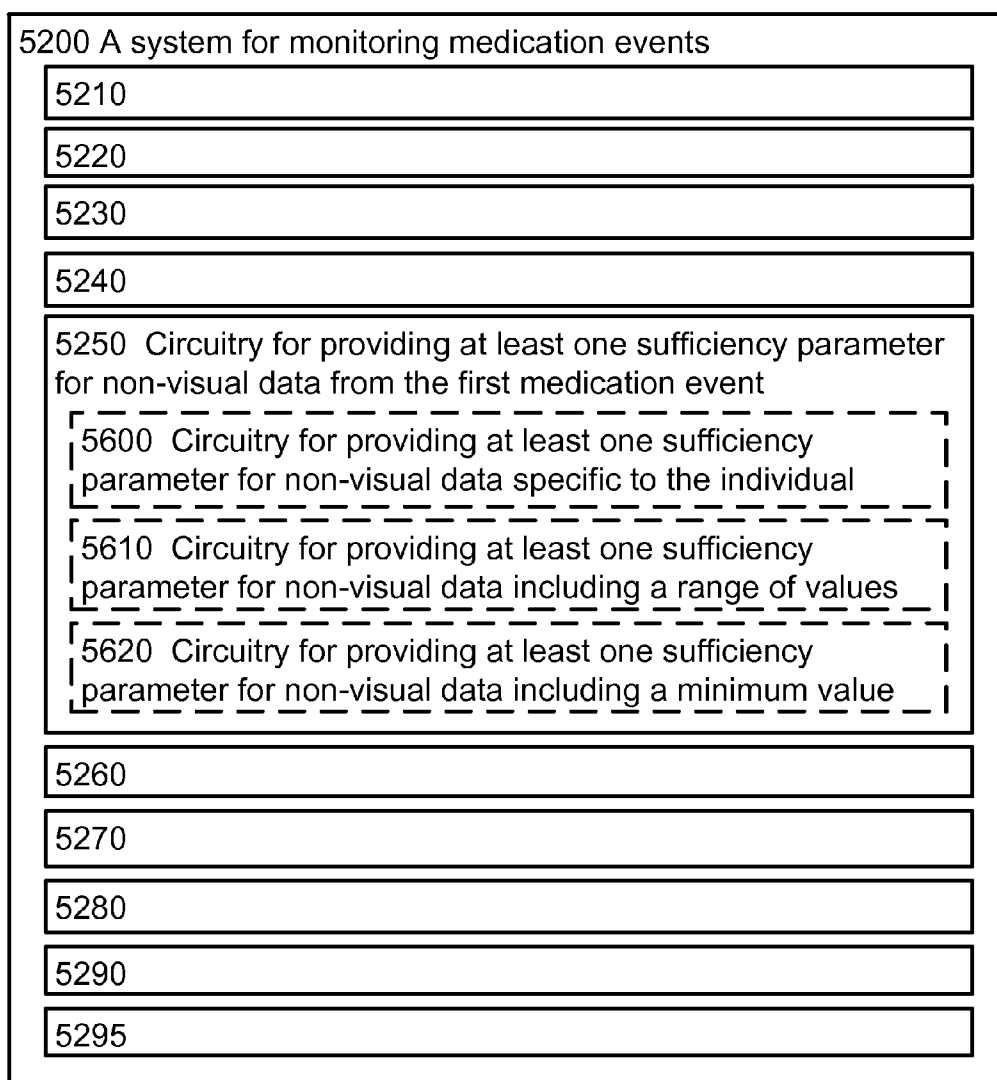 5200 A system for monitoring medication events
5210
5220
5230
5240
5250 Circuitry for providing at least one sufficiency parameter
for non-visual data from the first medication event
5600 Circuitry for providing at least one sufficiency
parameter for non-visual data specific to the individual
5610 Circuitry for providing at least one sufficiency
parameter for non-visual data including a range of values
5620 Circuitry for providing at least one sufficiency
parameter for non-visual data including a minimum value
5260
5270
5280
5290
5295